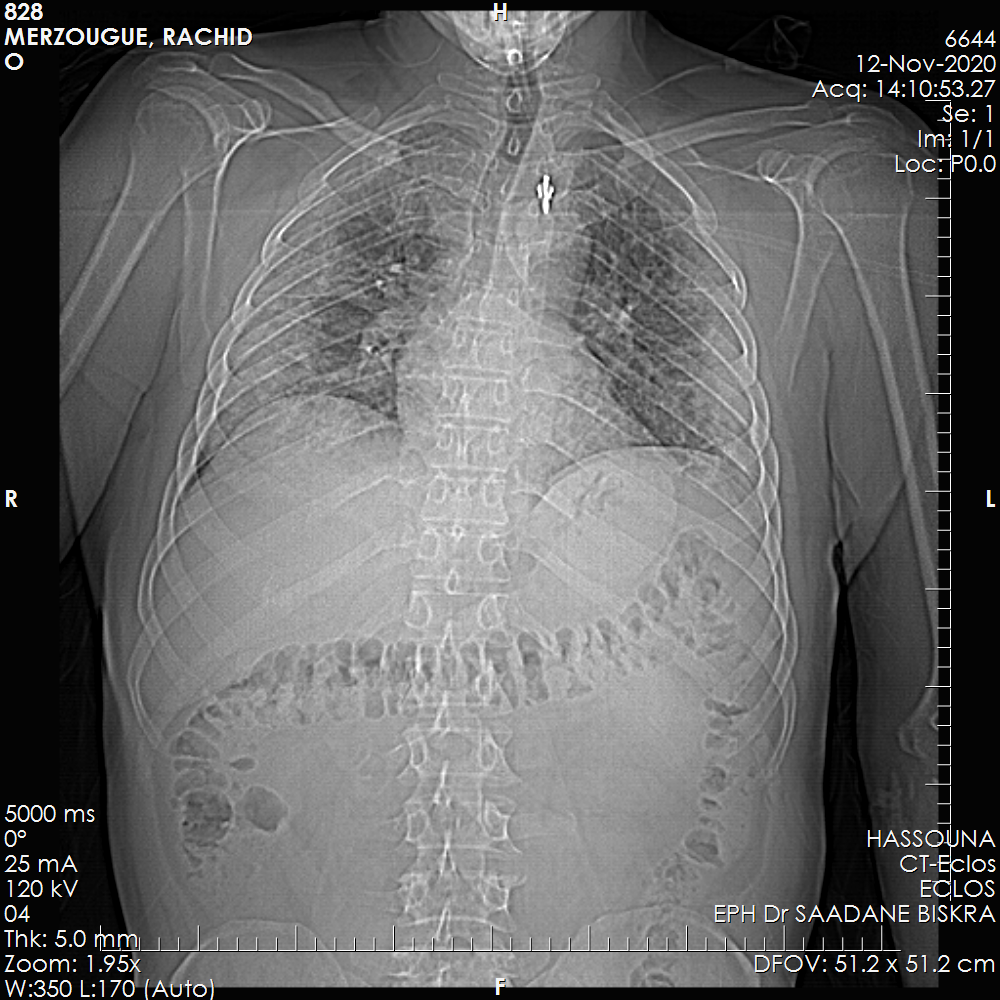 828
MERZOUGUE, RACHID
O
H
6644
12-Nov-2020
Acq: 14:10:53.27
Se: 1
Im: 1/1
Loc: P0.0
R
L
5000 ms
0°
25 mA
120 kV
04
Thk: 5.0 mm
Zoom: 1.95x
W:350 L:170 (Auto)
F
HASSOUNA
CT-Eclos
ECLOS
EPH Dr SAADANE BISKRA
DFOV: 51.2 x 51.2 cm